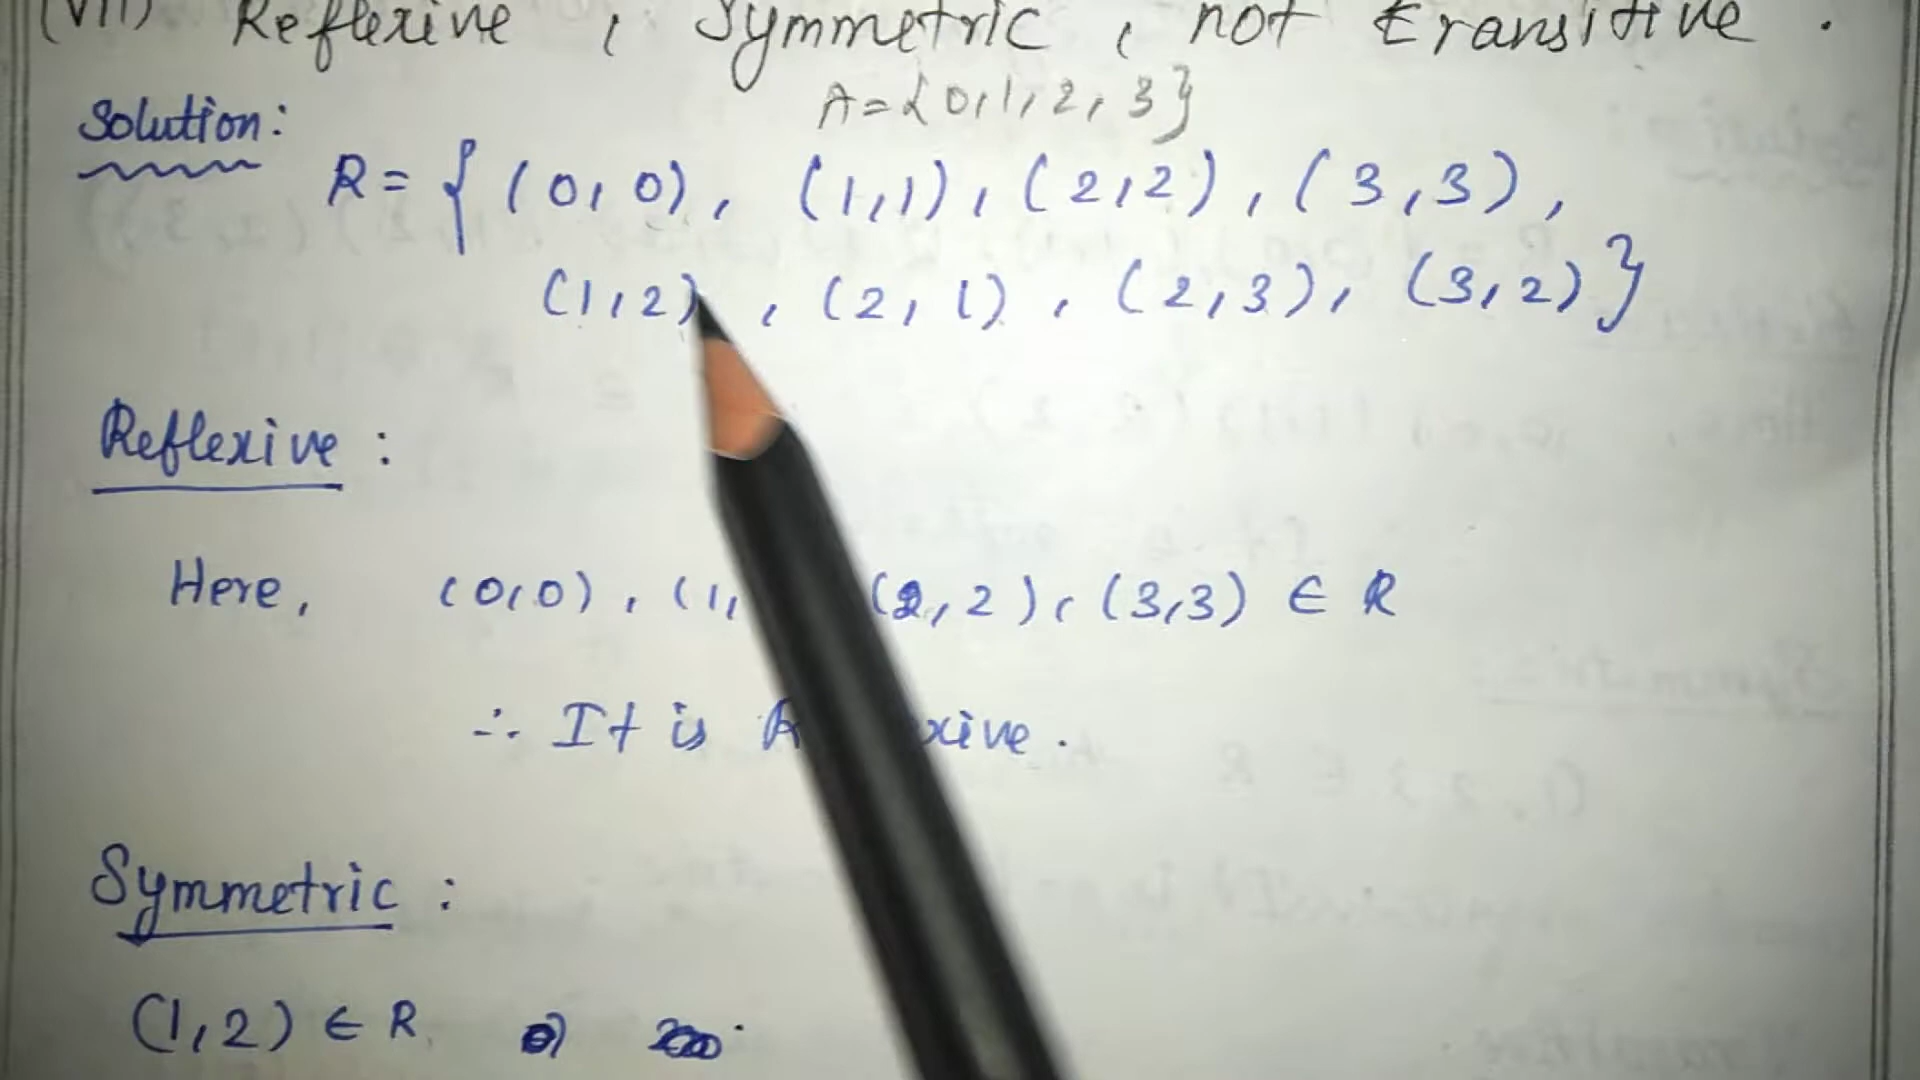 (VII) Reflexive, Symmetric, not transitive.
A={0,1,2,3}
Solution:
R= { (0,0), (1,1), (2,2), (3,3),
(1,2), (2,1), (2,3), (3,2)}
Reflexive:
Here, (0,0), (1, (2,2), (3,3) ∈ R
∴ It is
Symmetric:
(1,2) ∈ R